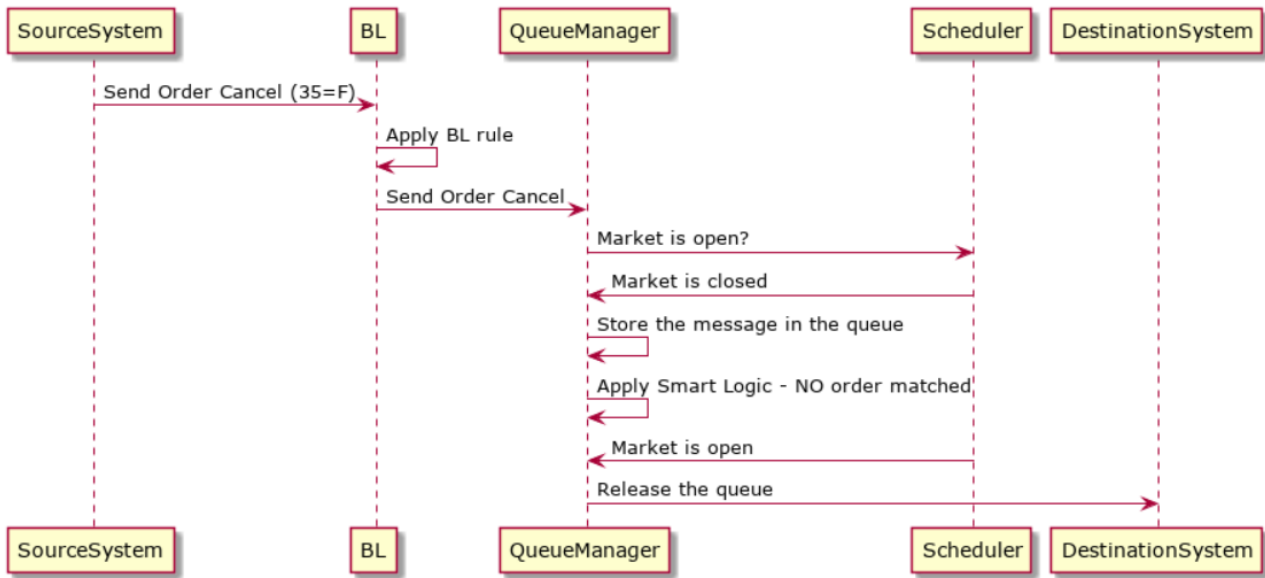 SourceSystem BL QueueManager Scheduler DestinationSystem
Send Order Cancel (35=F)
Apply BL rule
Send Order Cancel
Market is open?
Market is closed
Store the message in the queue
Apply Smart Logic - NO order matched
Market is open
Release the queue
SourceSystem BL QueueManager Scheduler DestinationSystem